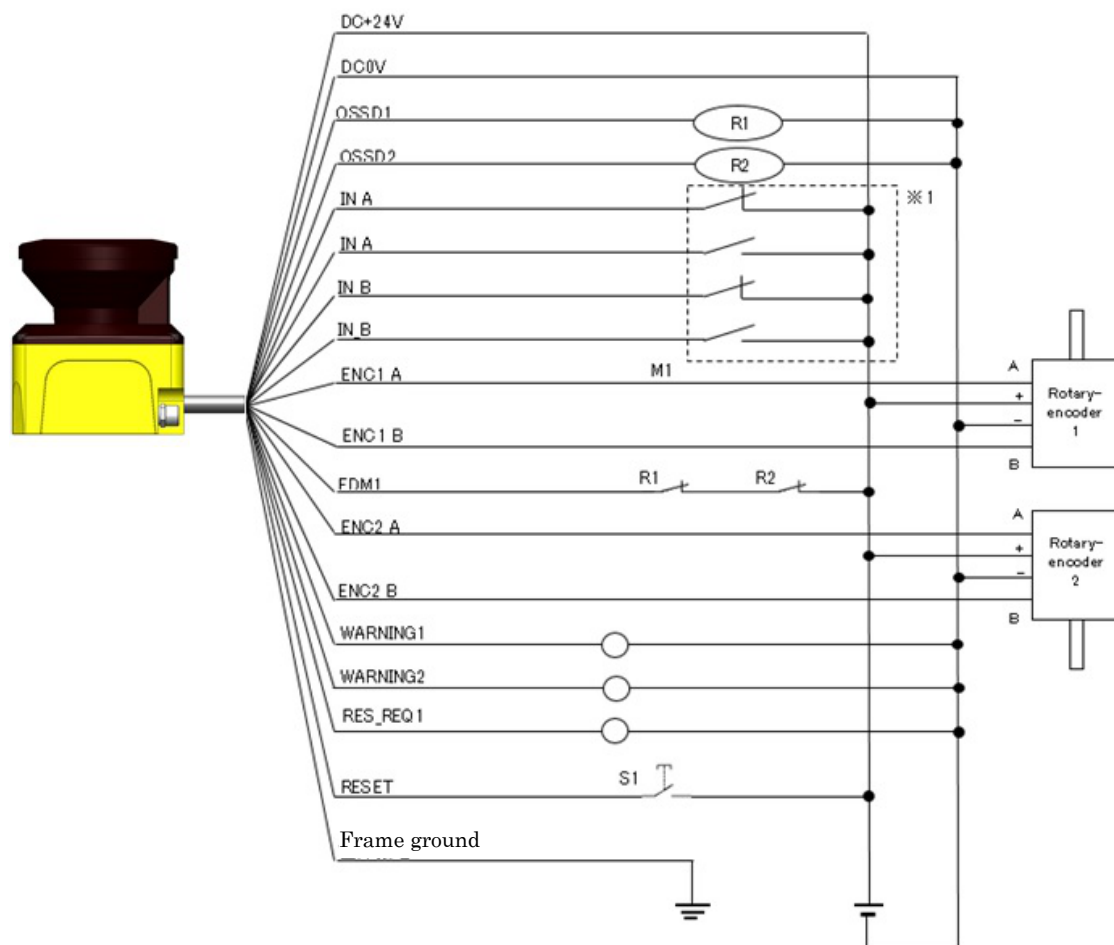 DC+24V
DC0V
OSSD1
R1
OSSD2
R2
IN A
※1
IN A
IN B
IN_B
ENC1 A
M1
A
+
Rotary-
encoder
1
−
ENC1 B
B
EDM1
R1
R2
ENC2 A
A
+
Rotary-
encoder
2
−
ENC2 B
B
WARNING1
WARNING2
RES_REQ1
RESET
S1
Frame ground